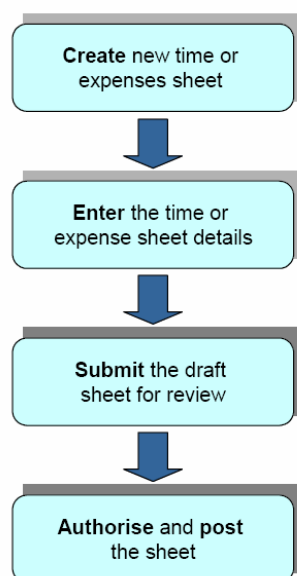 Create new time or
expenses sheet
Enter the time or
expense sheet details
Submit the draft
sheet for review
Authorise and post
the sheet